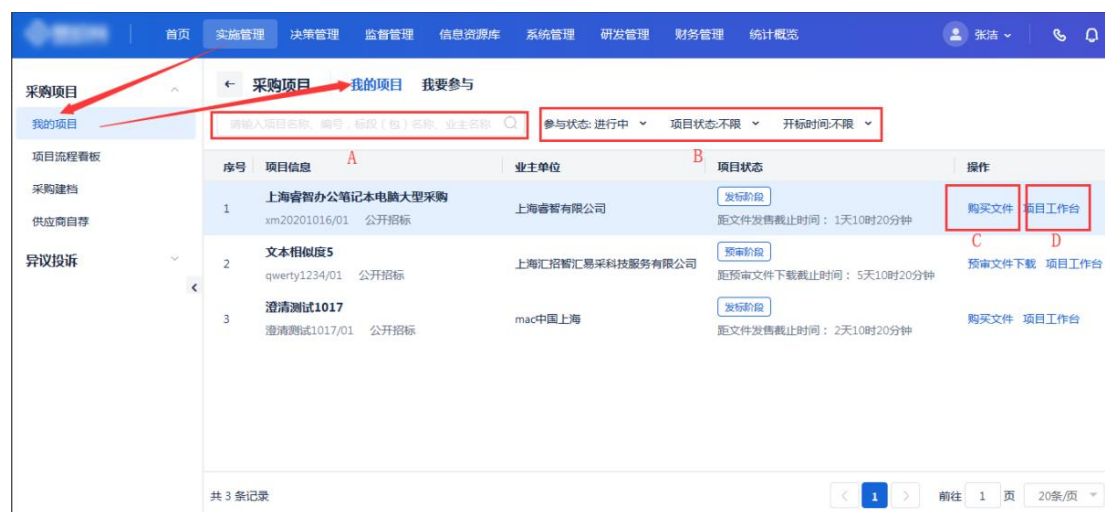 首页 实施管理 决策管理 监督管理 信息资源库 系统管理 研发管理 财务管理 统计概览 张洁
采购项目 ← 采购项目 我的项目 我要参与
我的项目 请输入项目名称、编号,标段(包)名称、业主名称 参与状态:进行中 项目状态:不限 开标时间:不限
A B
项目流程看板 序号 项目信息 业主单位 项目状态 操作
采购建档 上海睿智办公笔记本电脑大型采购 发标阶段
供应商自荐 1 xm20201016/01 公开招标 上海睿智有限公司 距文件发售截止时间: 1天10时20分钟 购买文件 项目工作台
C D
异议投诉 文本相似度5 预审阶段
2 qwerty1234/01 公开招标 上海汇招智汇易采科技服务有限公司 距预审文件下载截止时间: 5天10时20分钟 预审文件下载 项目工作台
澄清测试1017 发标阶段
3 澄清测试1017/01 公开招标 mac中国上海 距文件发售截止时间: 2天10时20分钟 购买文件 项目工作台
共 3 条记录 1 前往 1 页 20条/页